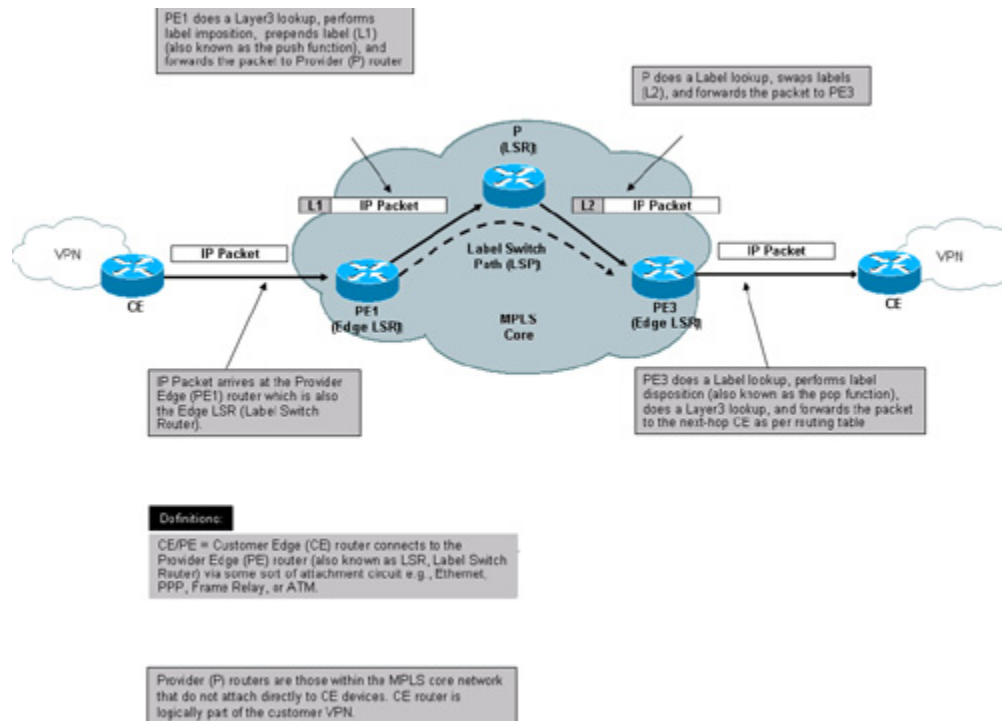 PE1 does a Layer3 lookup, performs
label imposition, prepends label (L1)
(also known as the push function), and
forwards the packet to Provider (P) router
P does a Label lookup, swaps labels
(L2), and forwards the packet to PE3
P
(LSR)
L1 IP Packet
L2 IP Packet
VPN
IP Packet
Label Switch
Path (LSP)
IP Packet
VPN
CE
PE1
(Edge LSR)
MPLS
Core
PE3
(Edge LSR)
CE
IP Packet arrives at the Provider
Edge (PE1) router which is also
the Edge LSR (Label Switch
Router).
PE3 does a Label lookup, performs label
disposition (also known as the pop function),
does a Layer3 lookup, and forwards the packet
to the next-hop CE as per routing table
Definitions:
CE/PE = Customer Edge (CE) router connects to the
Provider Edge (PE) router (also known as LSR, Label Switch
Router) via some sort of attachment circuit e.g., Ethernet,
PPP, Frame Relay, or ATM.
Provider (P) routers are those within the MPLS core network
that do not attach directly to CE devices. CE router is
logically part of the customer VPN.